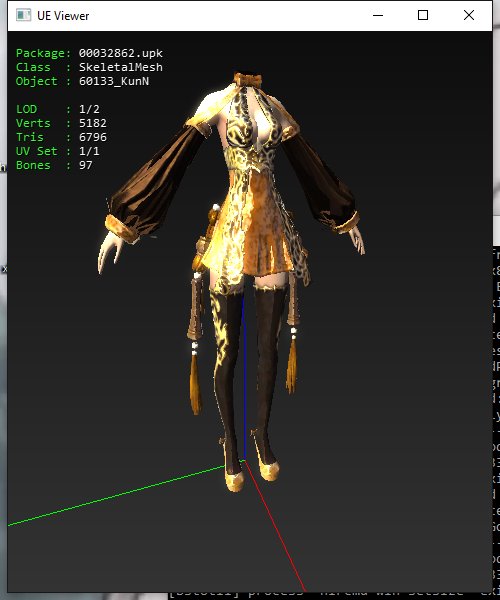 UE Viewer
Package: 00032862.upk
Class  : SkeletalMesh
Object : 60133_KunN
LOD    : 1/2
Verts  : 5182
Tris   : 6796
UV Set : 1/1
Bones  : 97